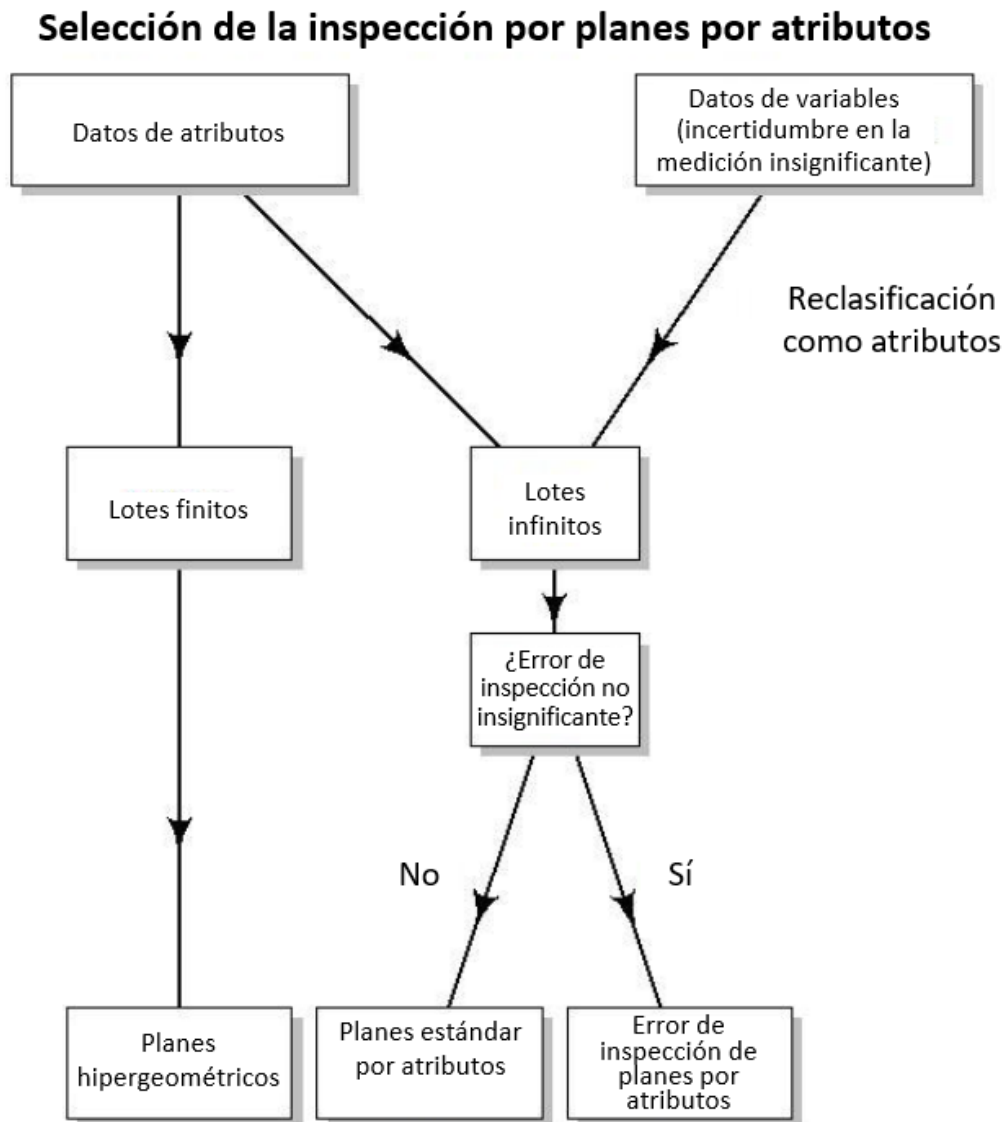 Selección de la inspección por planes por atributos
Datos de atributos
Datos de variables
(incertidumbre en la
medición insignificante)
Reclasificación
como atributos
Lotes finitos
Lotes
infinitos
¿Error de
inspección no
insignificante?
No
Sí
Planes
hipergeométricos
Planes estándar
por atributos
Error de
inspección de
planes por
atributos